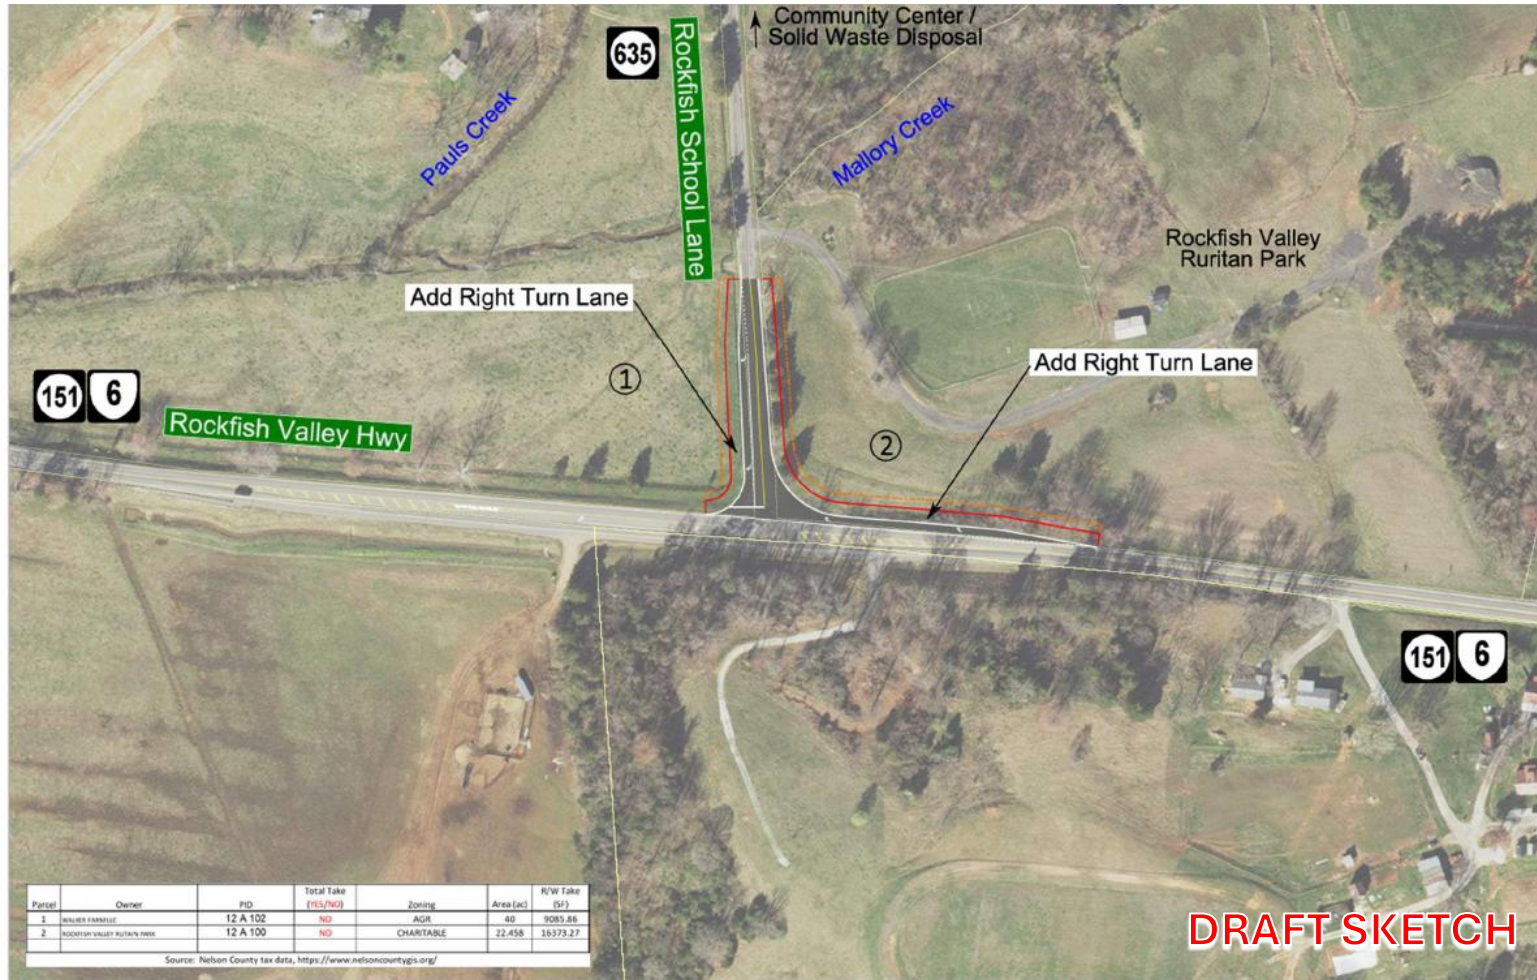 Community Center /
Solid Waste Disposal
635
Rockfish School Lane
Pauls Creek
Mallory Creek
Rockfish Valley
Ruritan Park
Add Right Turn Lane
Add Right Turn Lane
1
2
151 6
Rockfish Valley Hwy
151 6
Parcel Owner PID Total Take (YES/NO) Zoning Area (ac) R/W Take (SF)
1 WALKER FARM LLC 12 A 102 NO AGR 40 9085.86
2 ROCKFISH VALLEY RUTAIN PARK 12 A 100 NO CHARITABLE 22.458 16373.27
Source: Nelson County tax data, https://www.nelsoncountygis.org/
DRAFT SKETCH